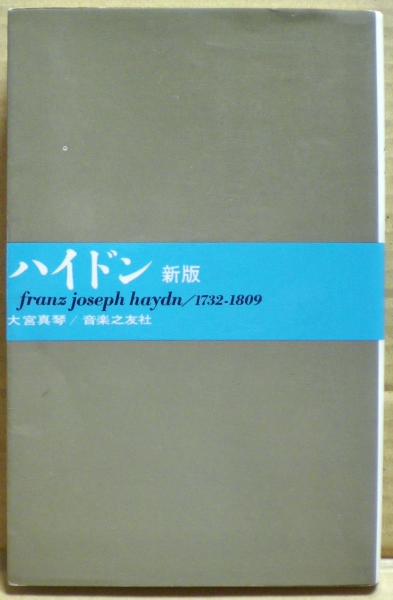 ハイドン 新版
franz joseph haydn/1732-1809
大宮真琴/音楽之友社